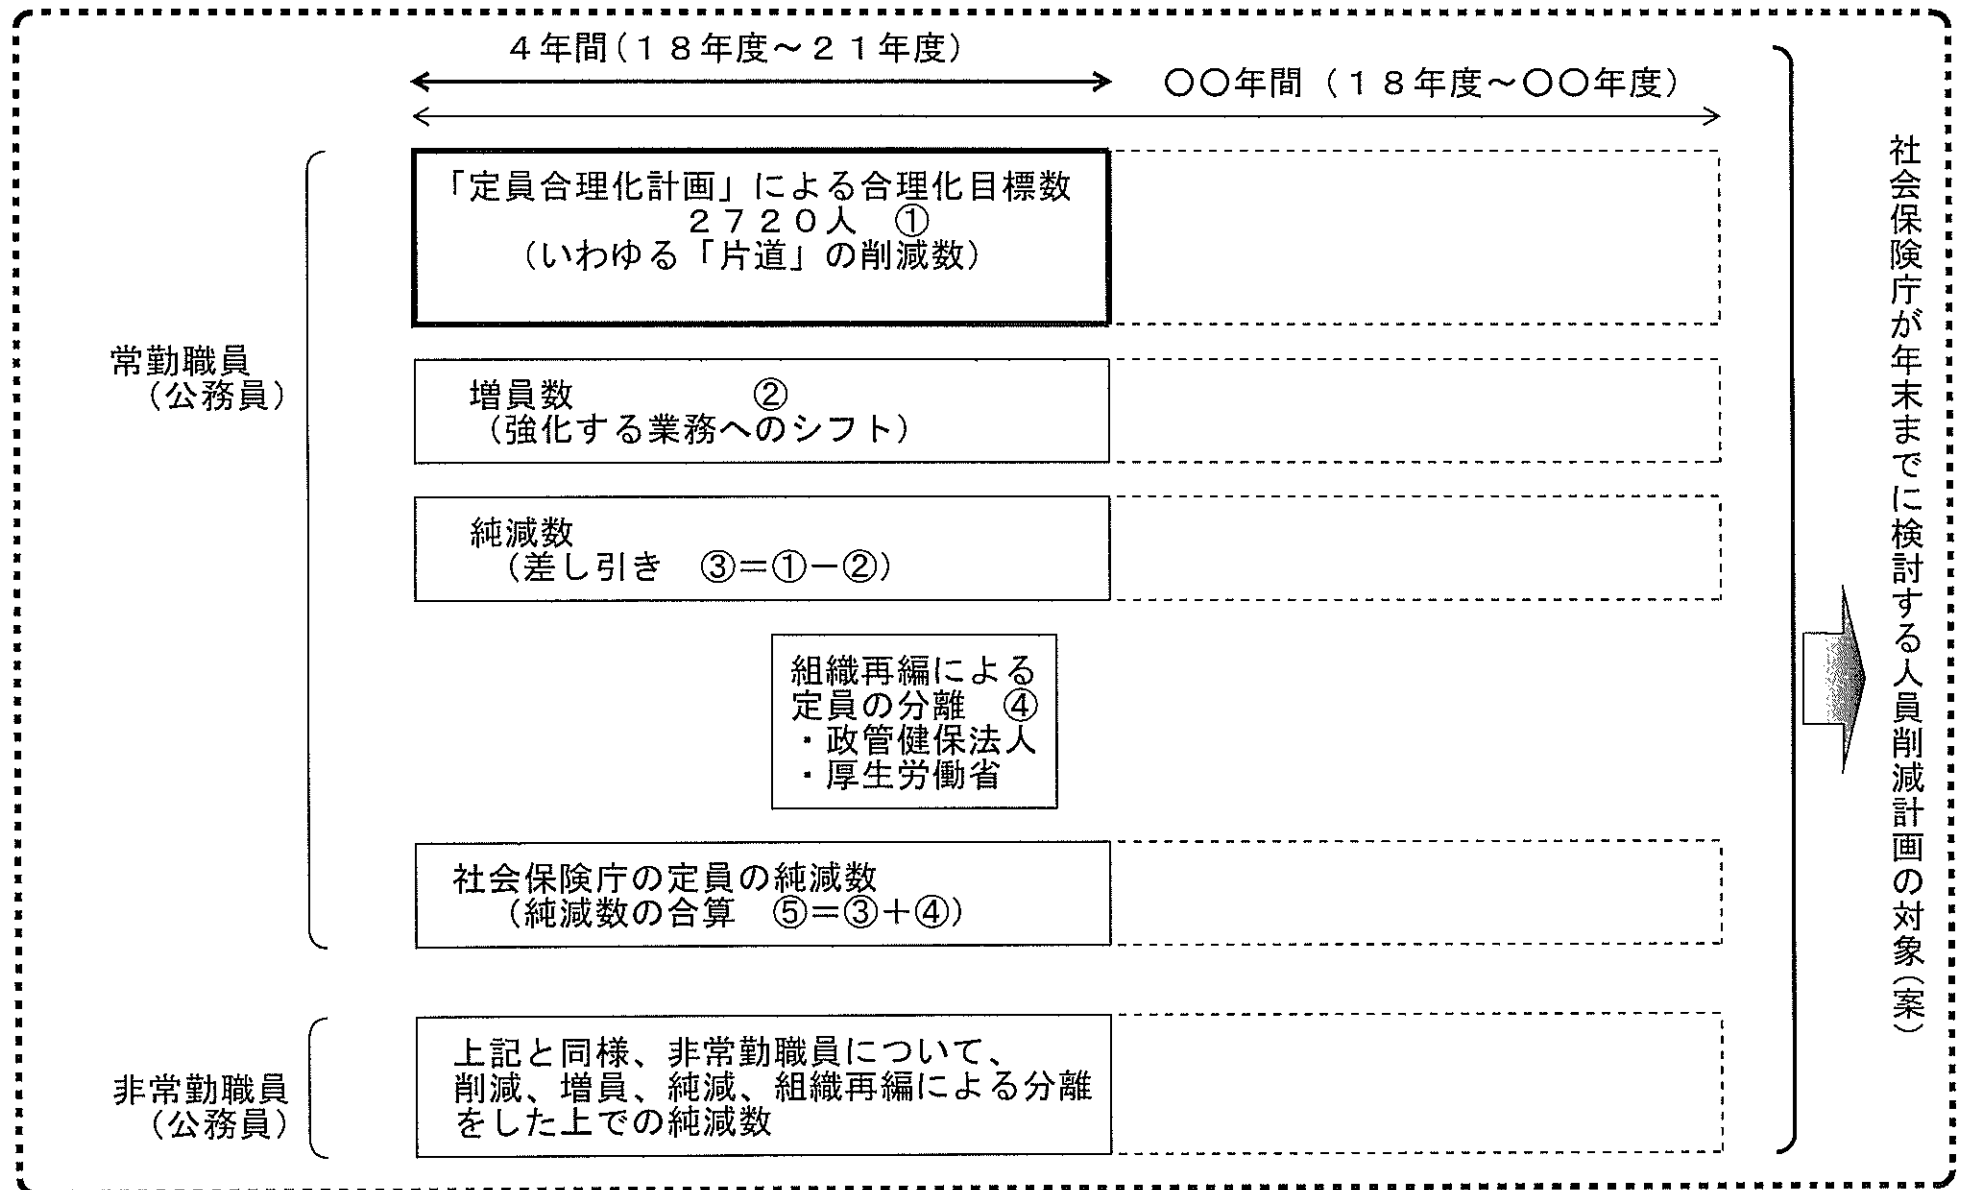 ４年間（１８年度～２１年度）
〇〇年間（１８年度～〇〇年度）
「定員合理化計画」による合理化目標数
２７２０人　①
（いわゆる「片道」の削減数）
常勤職員
（公務員）
増員数　②
（強化する業務へのシフト）
純減数
（差し引き　③＝①－②）
組織再編による
定員の分離　④
・政管健保法人
・厚生労働省
社会保険庁の定員の純減数
（純減数の合算　⑤＝③＋④）
非常勤職員
（公務員）
上記と同様、非常勤職員について、
削減、増員、純減、組織再編による分離
をした上での純減数
社会保険庁が年末までに検討する人員削減計画の対象（案）